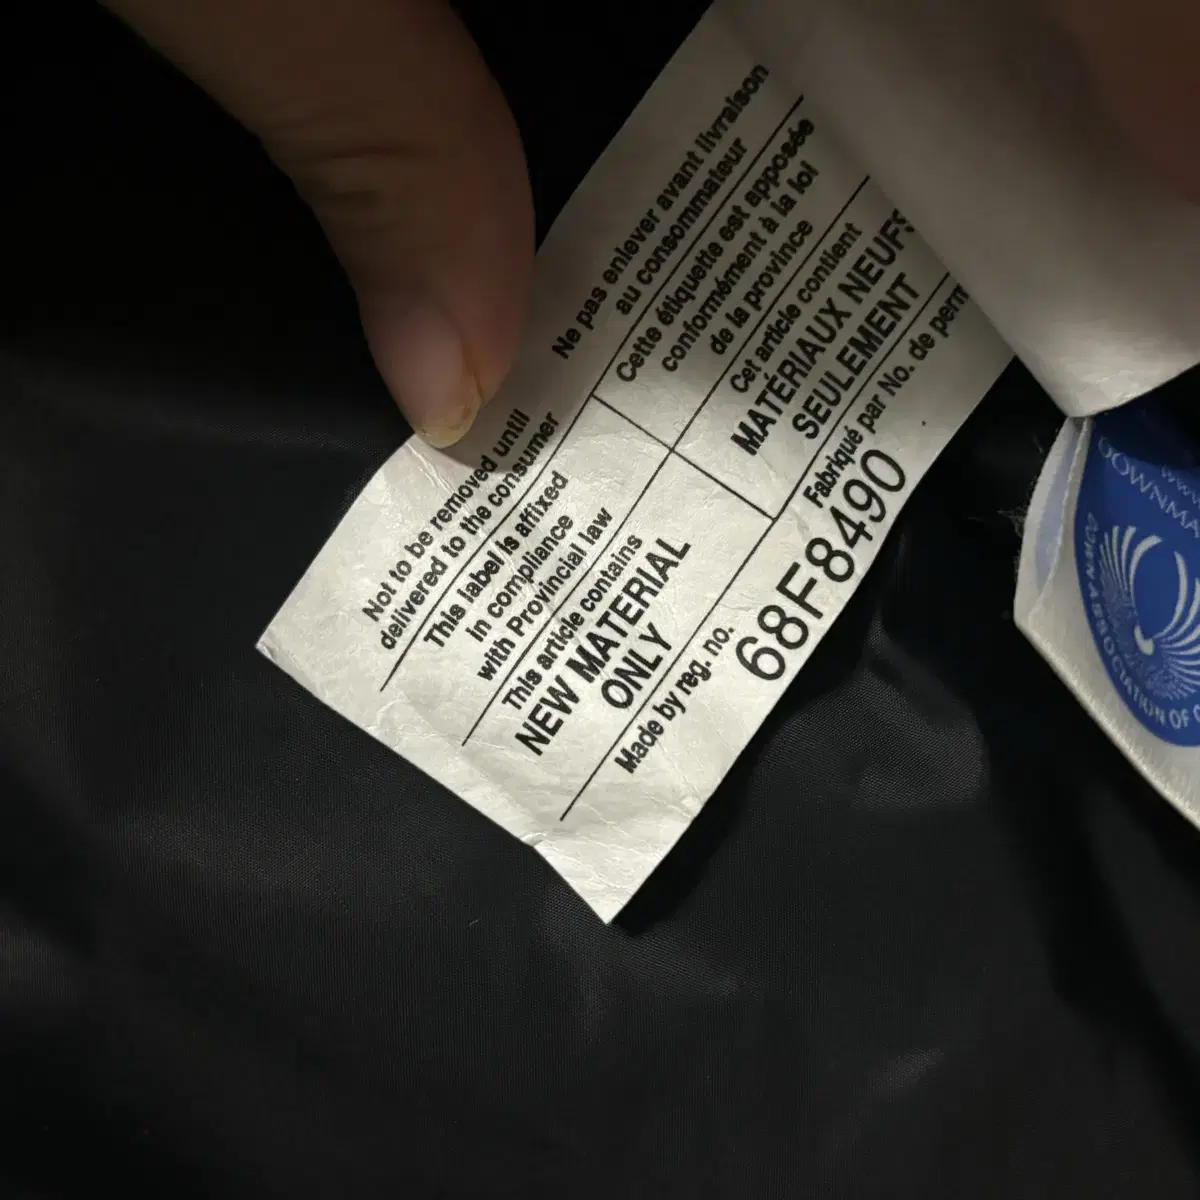 Not to be removed until
delivered to the consumer
This label is affixed
in compliance
with Provincial law
This article contains
NEW MATERIAL
ONLY
Made by reg. no.
68F8490
Ne pas enlever avant livraison
au consommateur
Cette étiquette est apposée
conformément à la loi
de la province
Cet article contient
MATÉRIAUX NEUFS
SEULEMENT
Fabriqué par No. de
ASSOCIATION OF